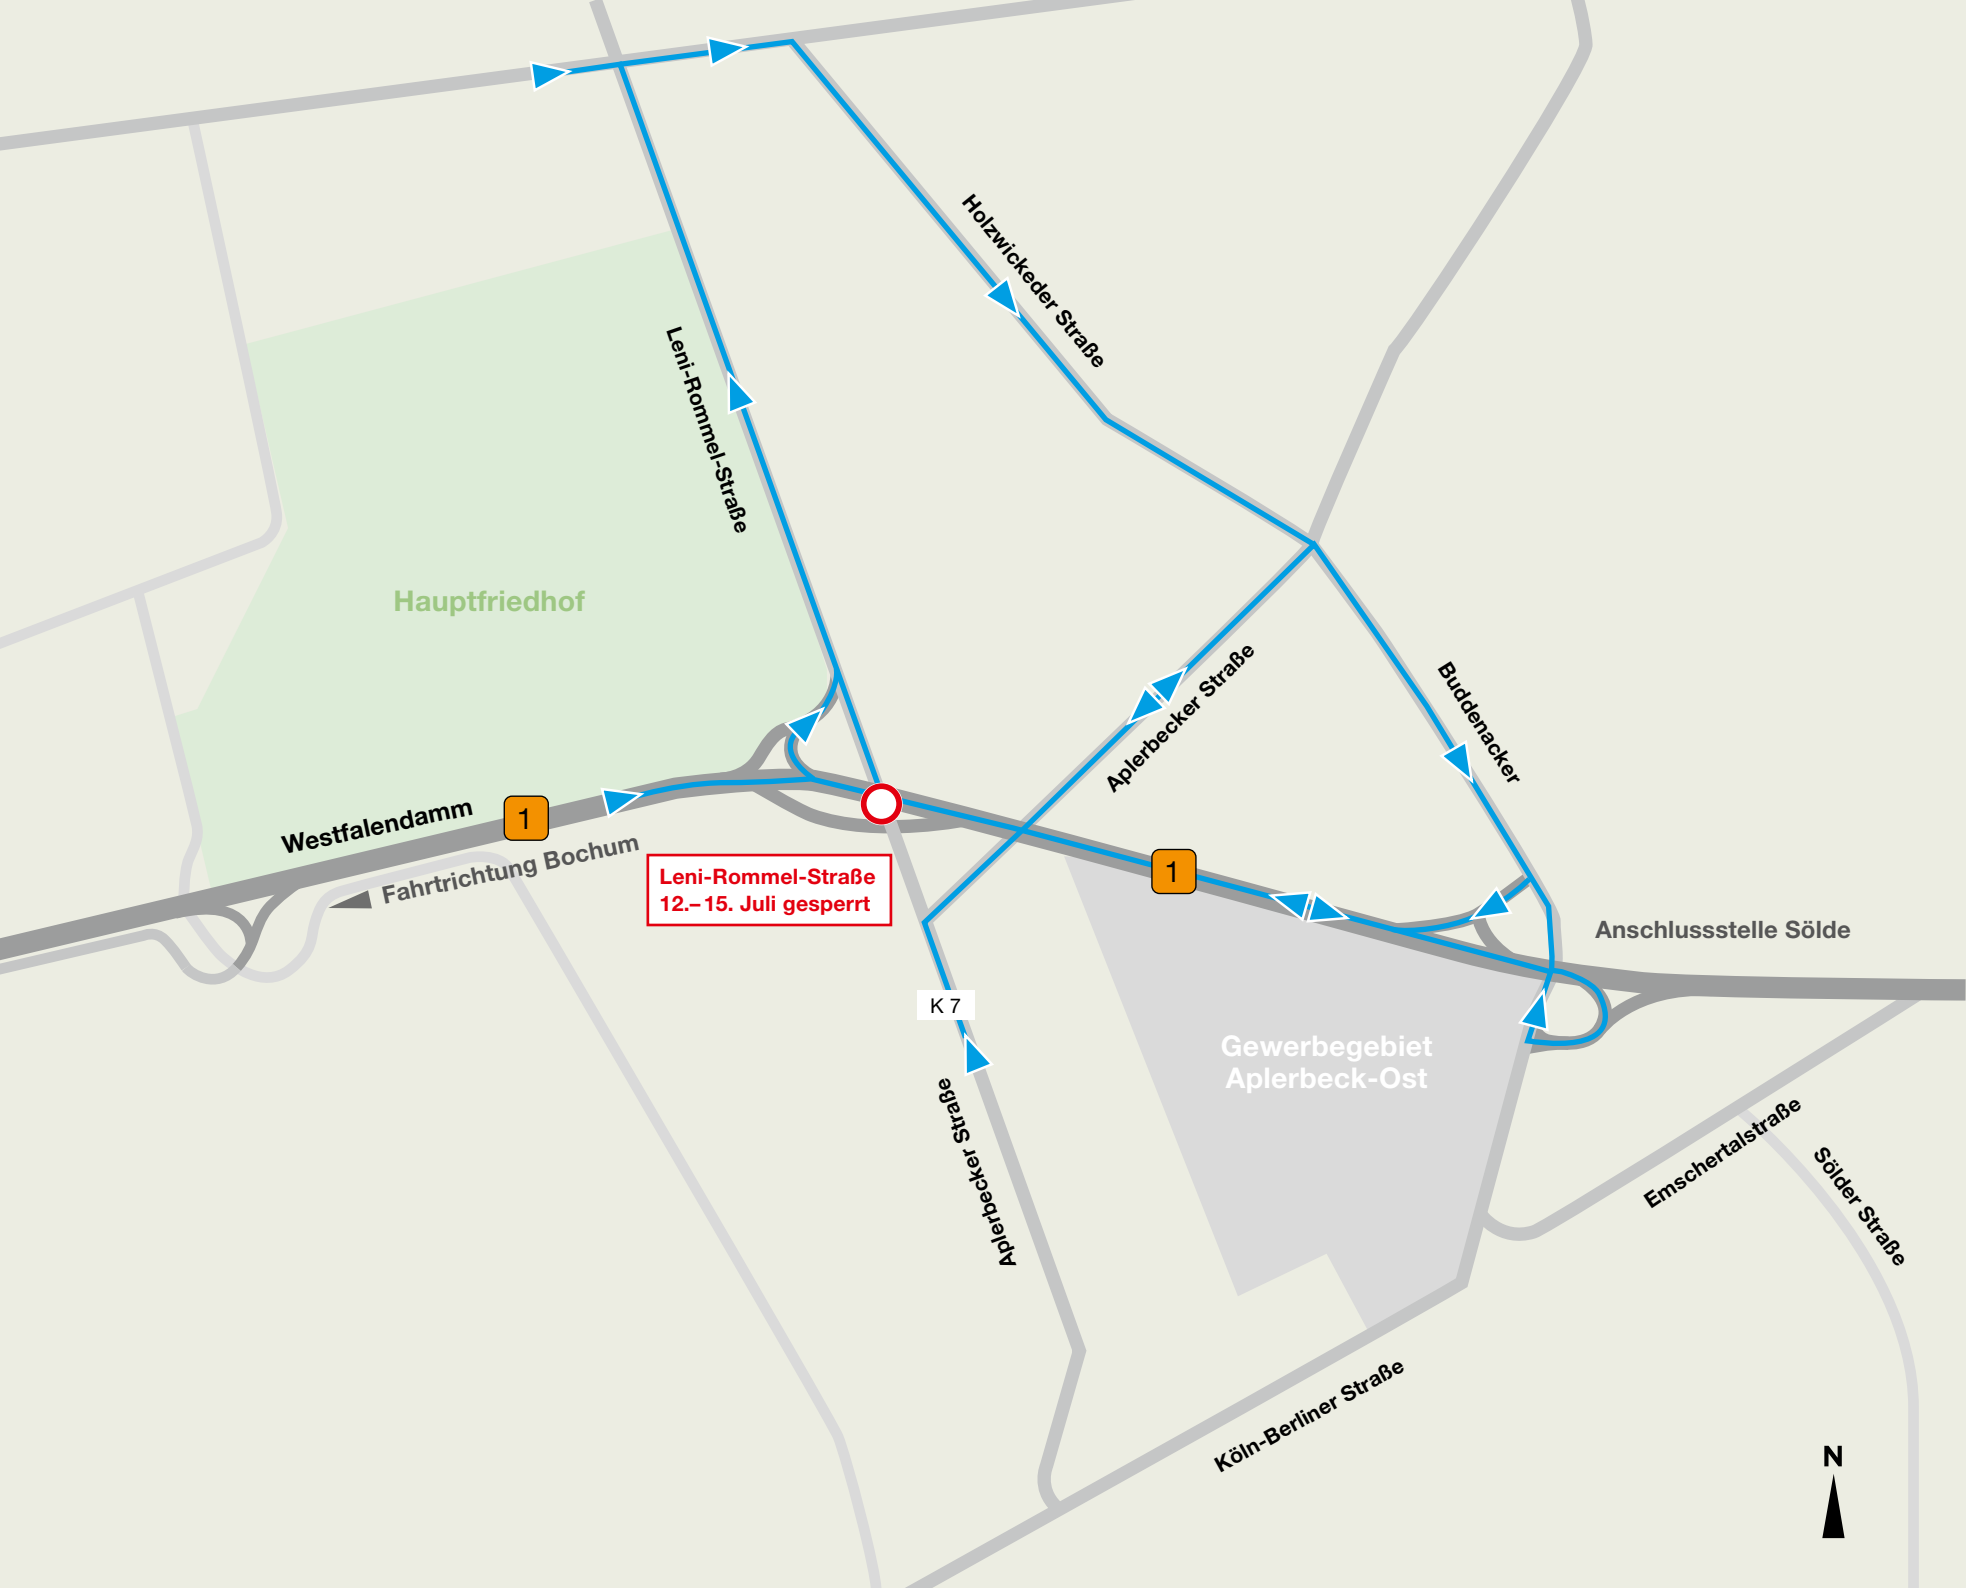 Holzwickeder Straße
Leni-Rommel-Straße
Hauptfriedhof
Aplerbecker Straße
Buddenacker
Westfalendamm
1
Fahrtrichtung Bochum
Leni-Rommel-Straße
12.–15. Juli gesperrt
1
Anschlussstelle Sölde
K 7
Gewerbegebiet
Aplerbeck-Ost
Aplerbecker Straße
Emschertalstraße
Sölder Straße
Köln-Berliner Straße
N